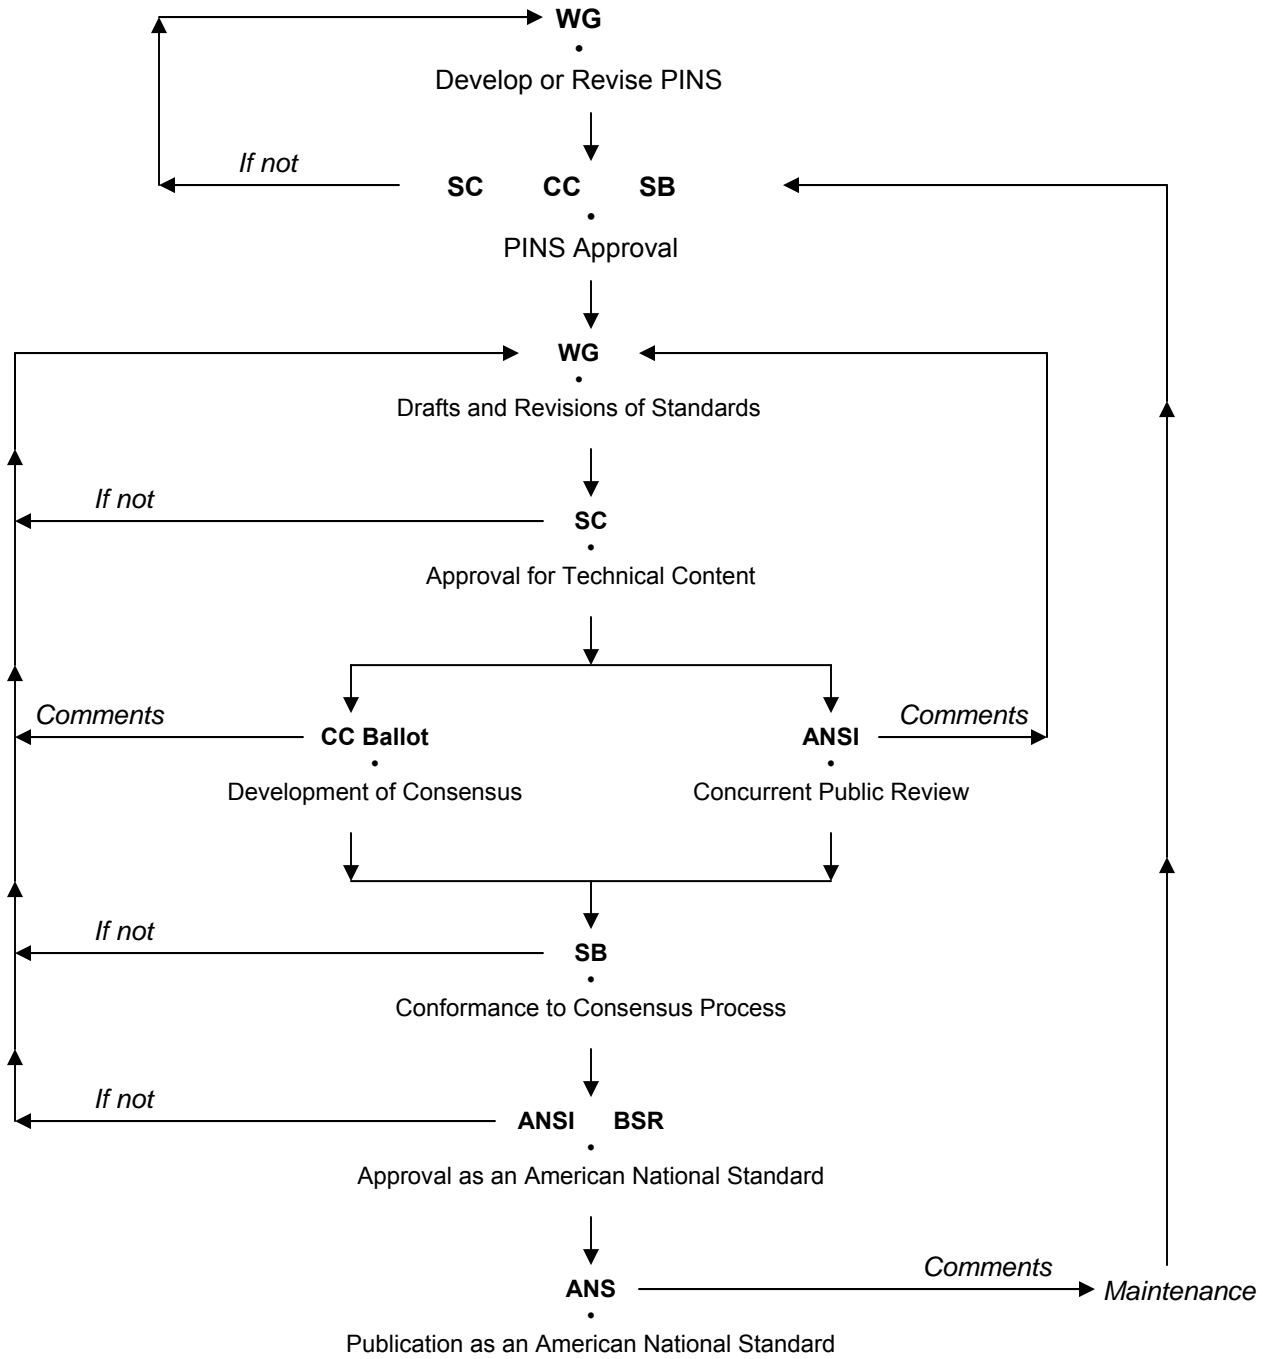 WG
•
Develop or Revise PINS
If not
SC CC SB
•
PINS Approval
WG
•
Drafts and Revisions of Standards
If not
SC
•
Approval for Technical Content
Comments
CC Ballot
•
Development of Consensus
ANSI
•
Concurrent Public Review
Comments
If not
SB
•
Conformance to Consensus Process
If not
ANSI BSR
•
Approval as an American National Standard
ANS
•
Publication as an American National Standard
Comments
Maintenance